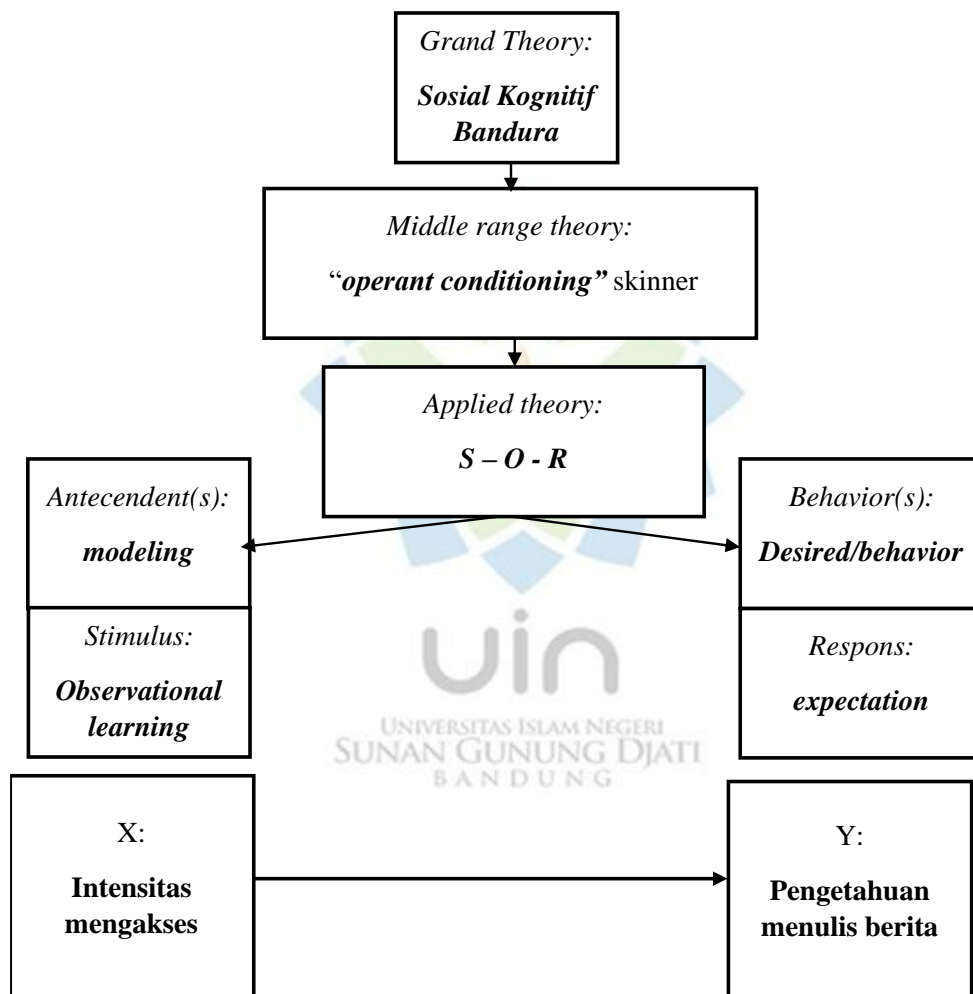 Grand Theory:
Sosial Kognitif
Bandura
Middle range theory:
“operant conditioning” skinner
Applied theory:
S – O - R
Antecendent(s):
modeling
Behavior(s):
Desired/behavior
Stimulus:
Observational
learning
Respons:
expectation
uin
UNIVERSITAS ISLAM NEGERI
SUNAN GUNUNG DJATI
BANDUNG
X:
Intensitas
mengakses
Y:
Pengetahuan
menulis berita